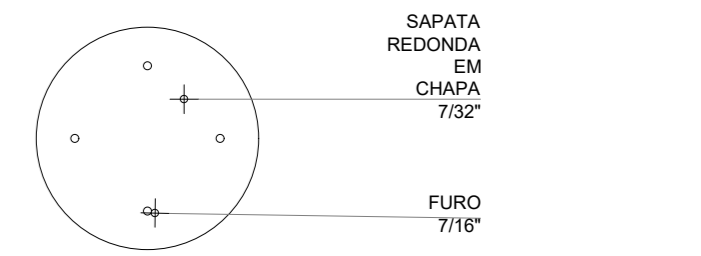 SAPATA
REDONDA
EM
CHAPA
7/32"
FURO
7/16"